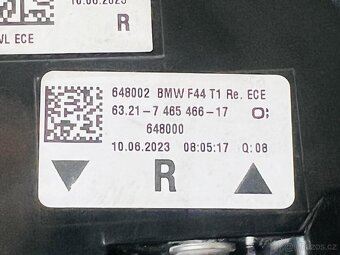 10.06.2023
R
WL ECE
648002 BMW F44 T1 Re. ECE
63.21-7 465 466-17
648000
10.06.2023 08:05:17 Q:08
R